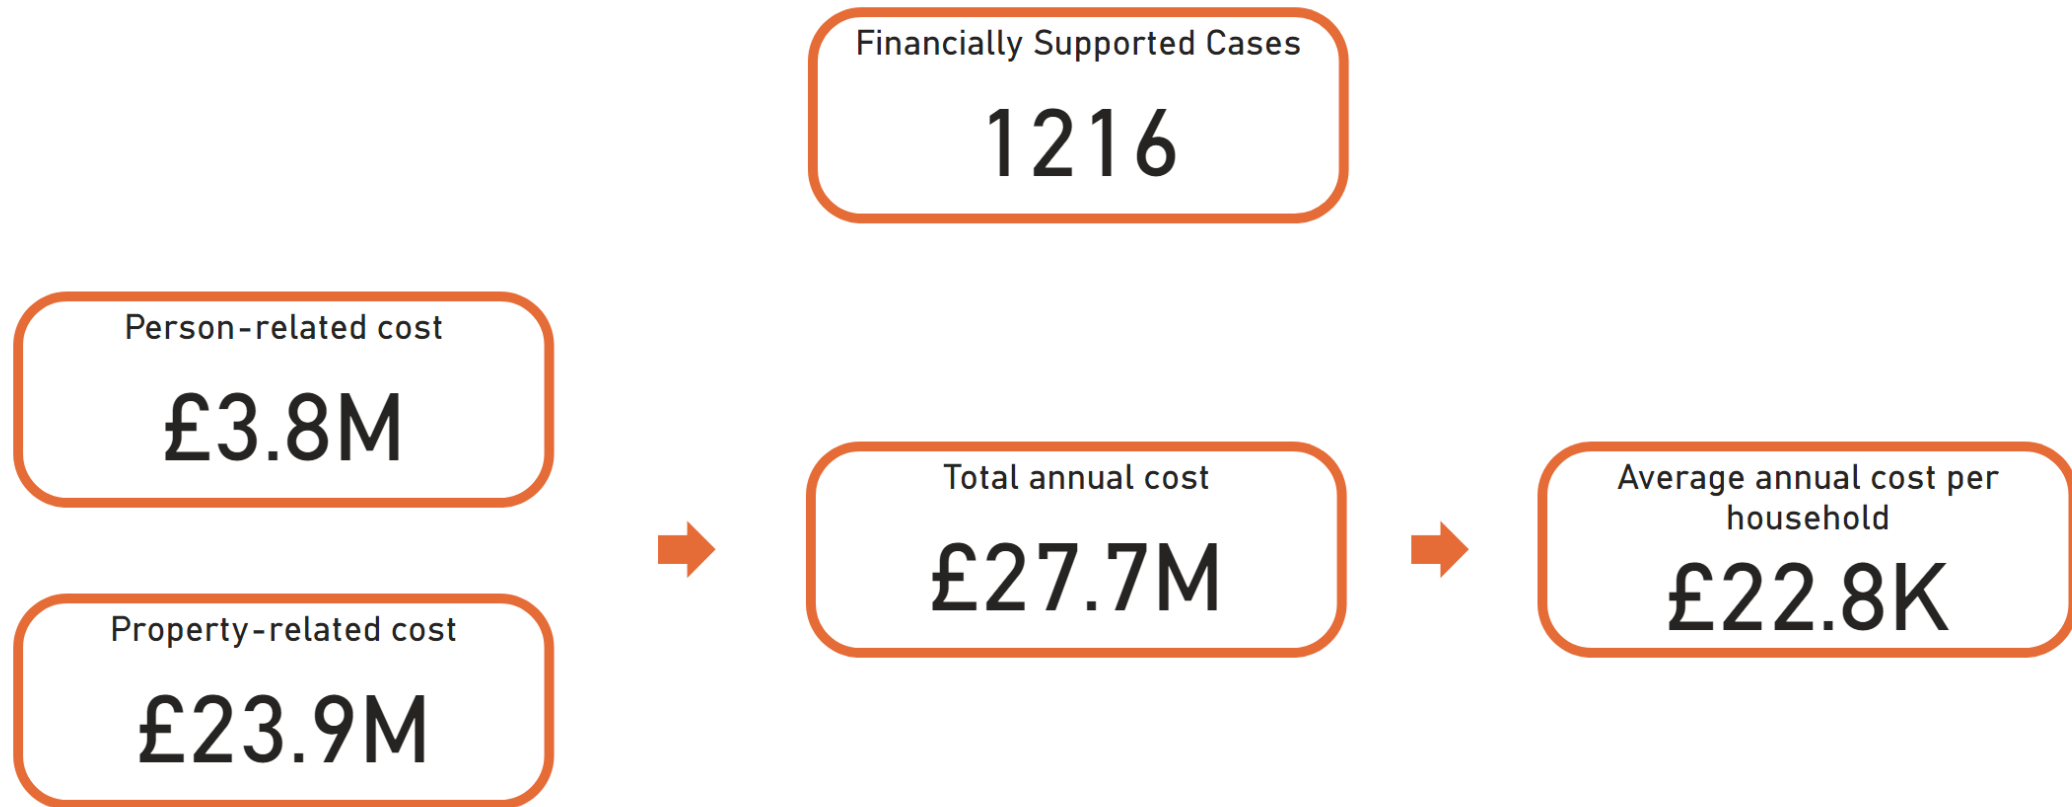 Financially Supported Cases
1216
Person-related cost
£3.8M
Property-related cost
£23.9M
Total annual cost
£27.7M
Average annual cost per
household
£22.8K